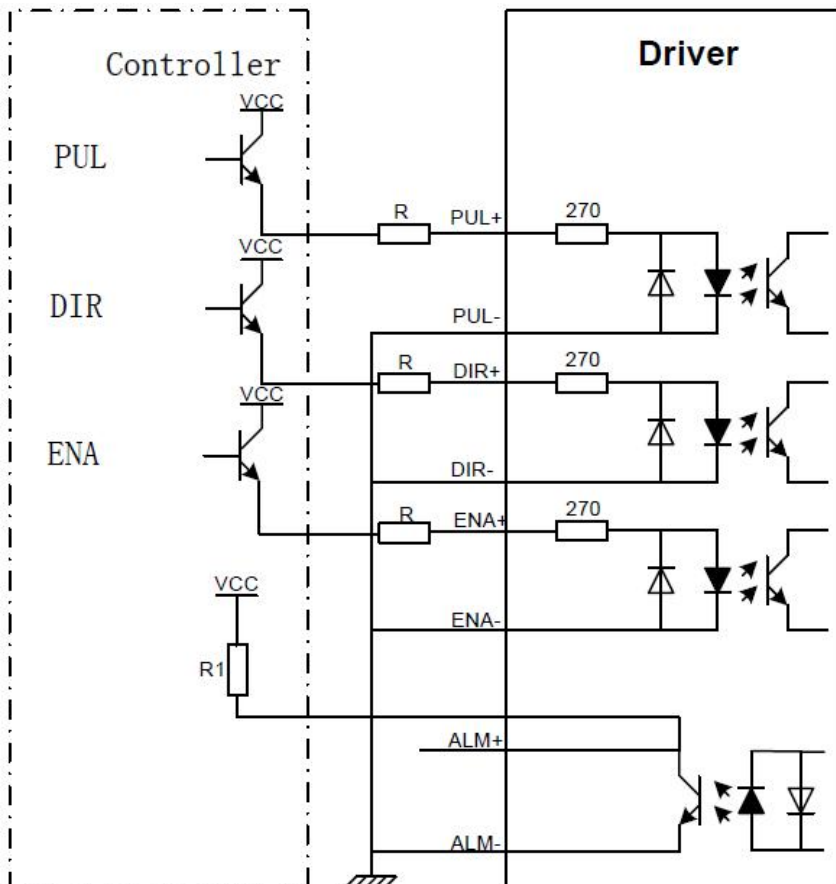 Controller
Driver
VCC
PUL
R
PUL+
270
VCC
DIR
PUL-
R
DIR+
270
VCC
ENA
DIR-
R
ENA+
270
VCC
ENA-
R1
ALM+
ALM-